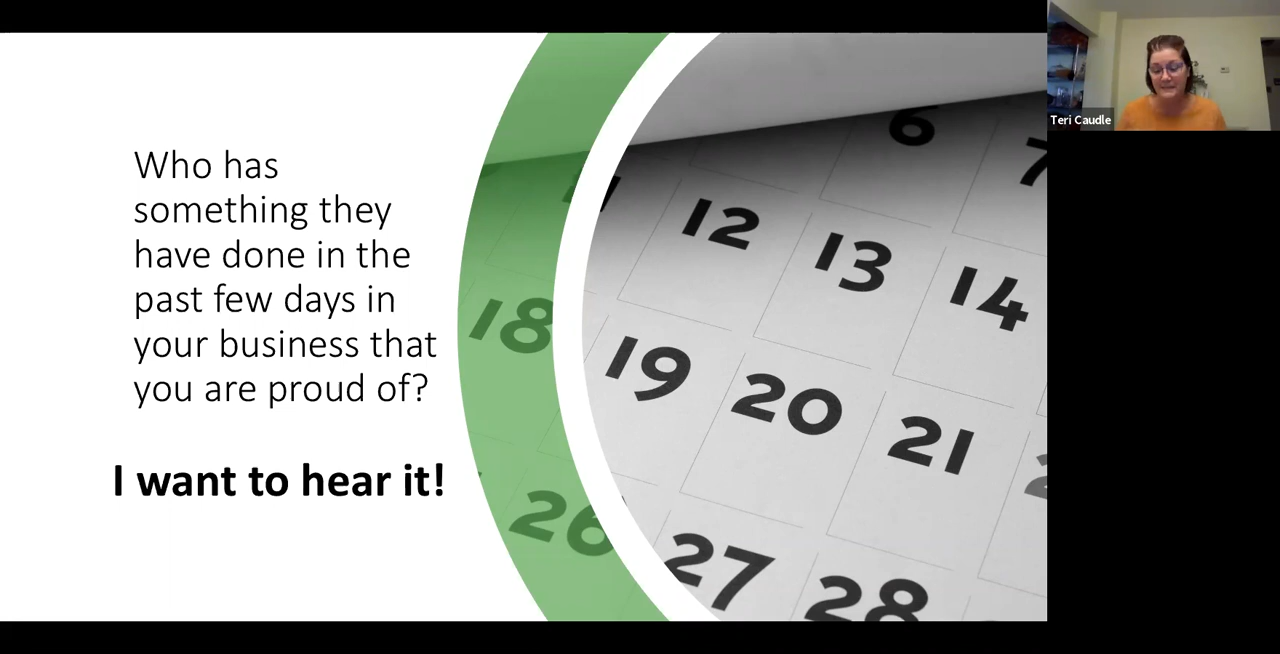 Who has
something they
have done in the
past few days in
your business that
you are proud of?
I want to hear it!
6
7
12
13
14
18
19
20
21
26
27
28
Teri Caudle